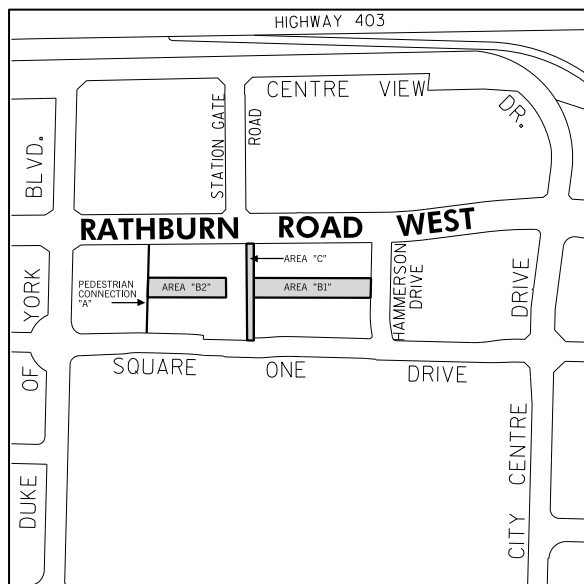 HIGHWAY 403
CENTRE VIEW
DR.
STATION GATE
ROAD
BLVD.
RATHBURN ROAD WEST
AREA "C"
PEDESTRIAN
CONNECTION
"A"
AREA "B2"
AREA "B1"
HAMMERSON
DRIVE
DRIVE
YORK
SQUARE ONE DRIVE
OF
CITY CENTRE
DUKE